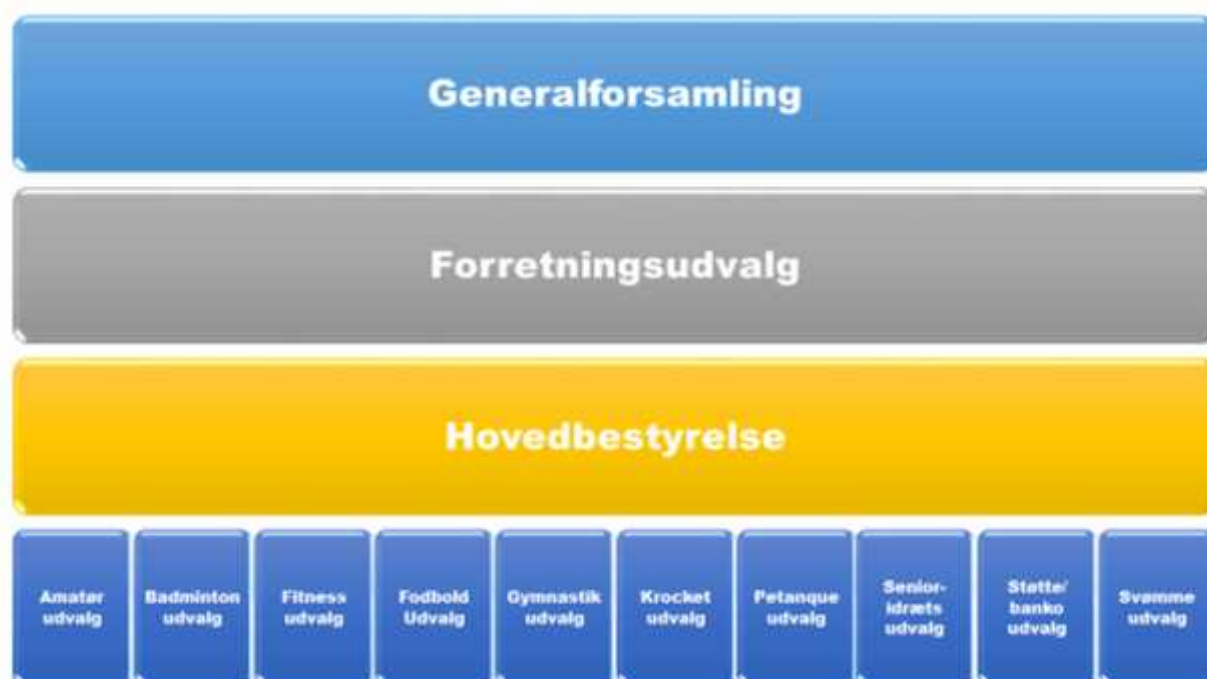 Generalforsamling
Forretningsudvalg
Hovedbestyrelse
Amatør
udvalg
Badminton
udvalg
Fitness
udvalg
Fodbold
Udvalg
Gymnastik
udvalg
Krocket
udvalg
Petanque
udvalg
Senior-
idræts
udvalg
Støtte/
banko
udvalg
Svømme
udvalg